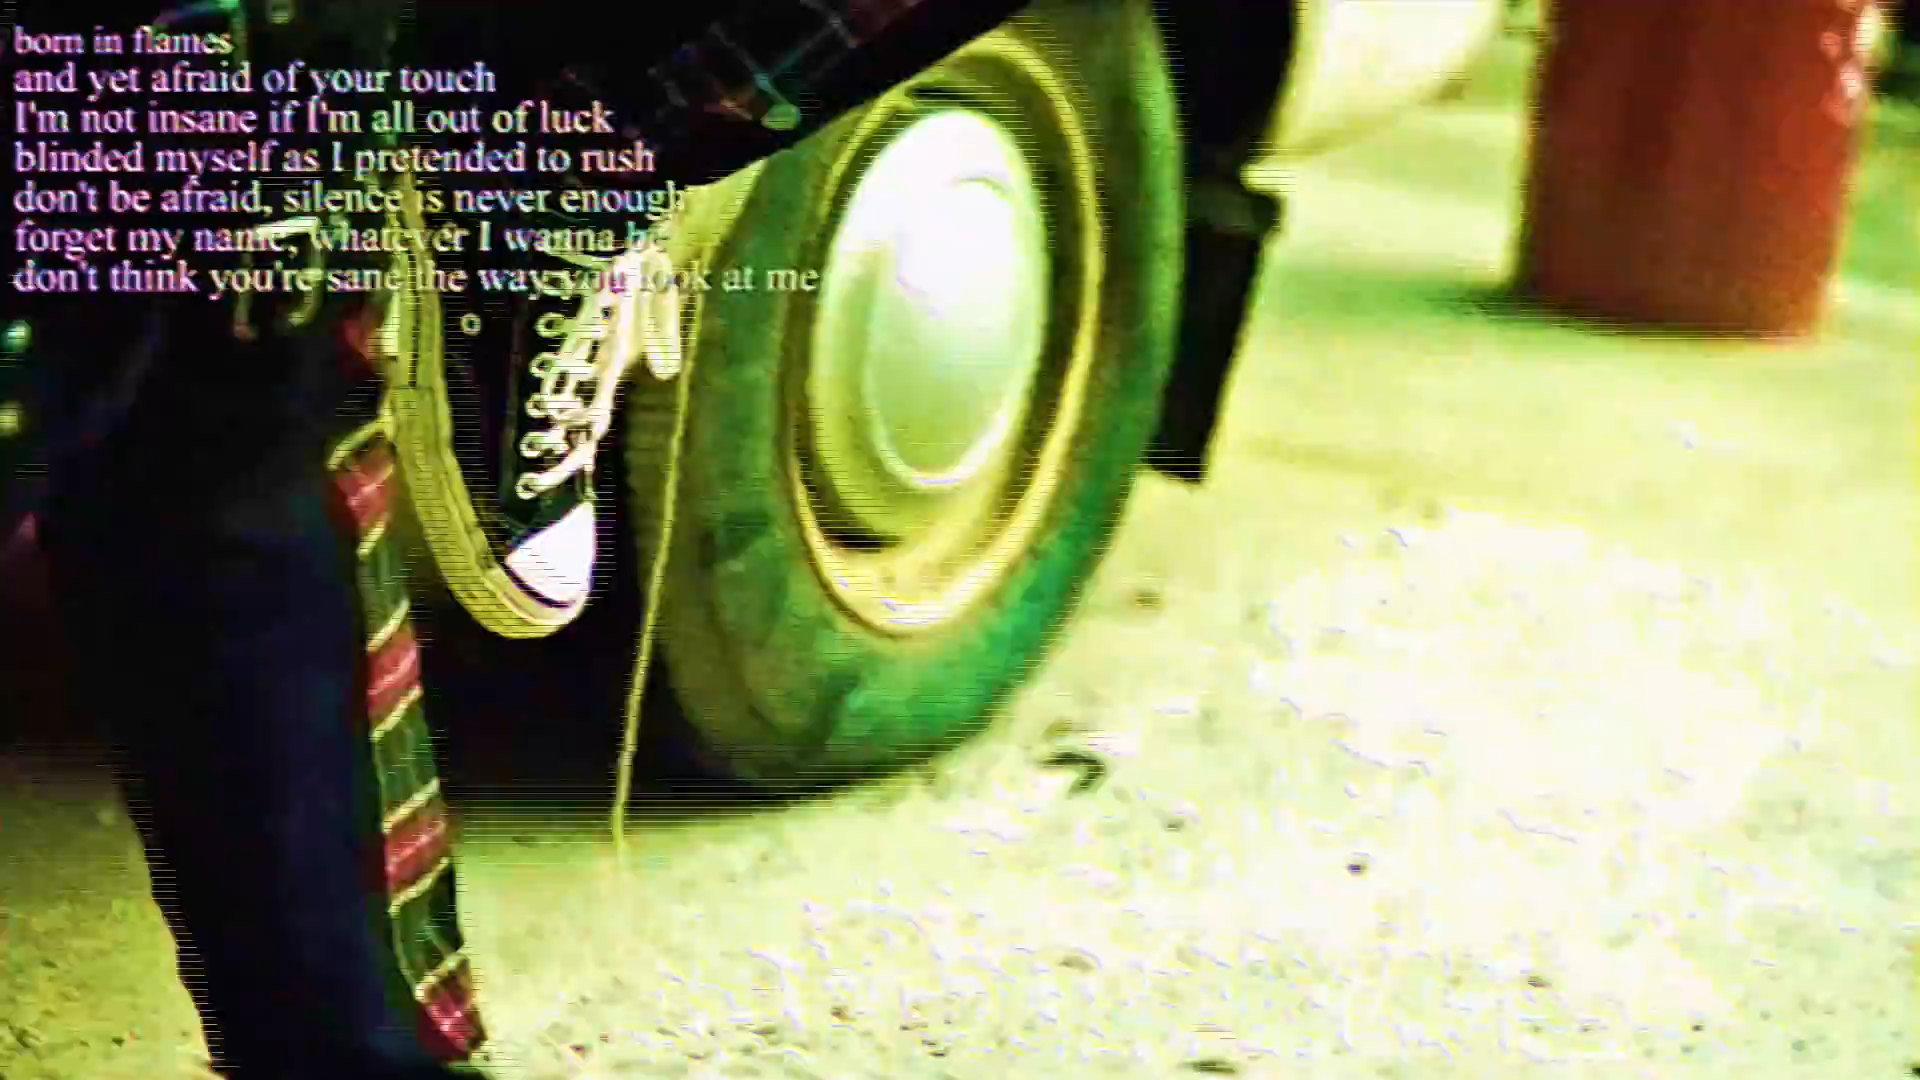 born in flames
and yet afraid of your touch
I'm not insane if I'm all out of luck
blinded myself as I pretended to rush
don't be afraid, silence is never enough
forget my name, whatever I wanna be
don't think you're sane the way you look at me